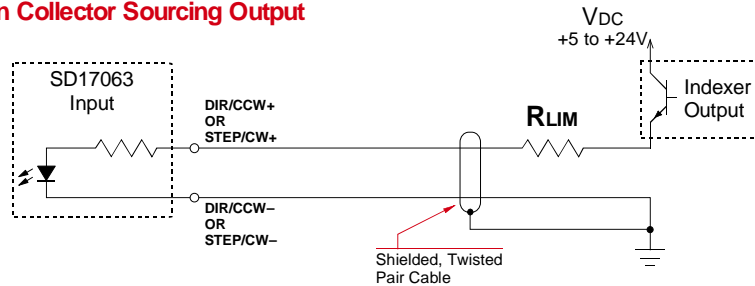 n Collector Sourcing Output
VDC
+5 to +24V
SD17063
Input
Indexer
Output
DIR/CCW+
OR
STEP/CW+
RLIM
DIR/CCW–
OR
STEP/CW–
Shielded, Twisted
Pair Cable